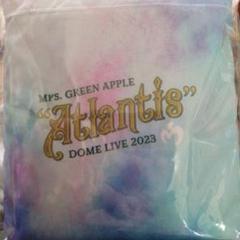 Mrs. GREEN APPLE
“Atlantis”
DOME LIVE 2023